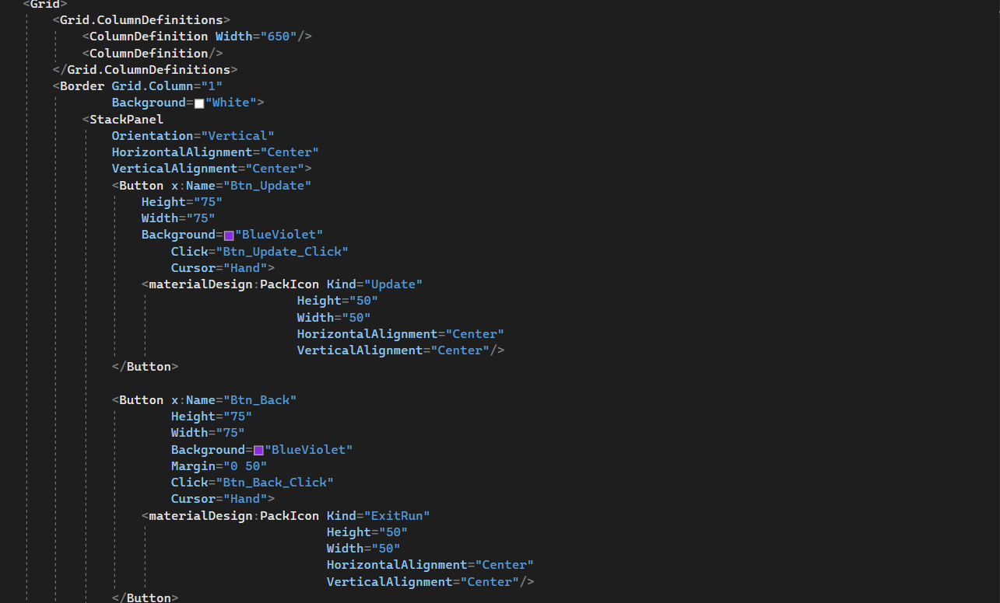 <Grid>
<Grid.ColumnDefinitions>
<ColumnDefinition Width="650"/>
<ColumnDefinition/>
</Grid.ColumnDefinitions>
<Border Grid.Column="1"
Background="White">
<StackPanel
Orientation="Vertical"
HorizontalAlignment="Center"
VerticalAlignment="Center">
<Button x:Name="Btn_Update"
Height="75"
Width="75"
Background="BlueViolet"
Click="Btn_Update_Click"
Cursor="Hand">
<materialDesign:PackIcon Kind="Update"
Height="50"
Width="50"
HorizontalAlignment="Center"
VerticalAlignment="Center"/>
</Button>
<Button x:Name="Btn_Back"
Height="75"
Width="75"
Background="BlueViolet"
Margin="0 50"
Click="Btn_Back_Click"
Cursor="Hand">
<materialDesign:PackIcon Kind="ExitRun"
Height="50"
Width="50"
HorizontalAlignment="Center"
VerticalAlignment="Center"/>
</Button>